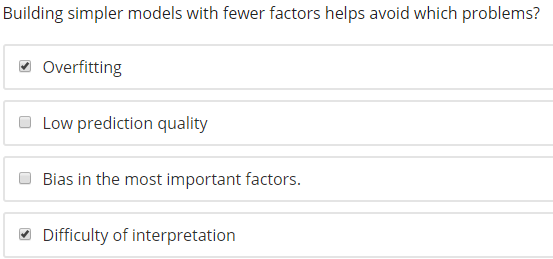 Building simpler models with fewer factors helps avoid which problems?
Overfitting
Low prediction quality
Bias in the most important factors.
Difficulty of interpretation